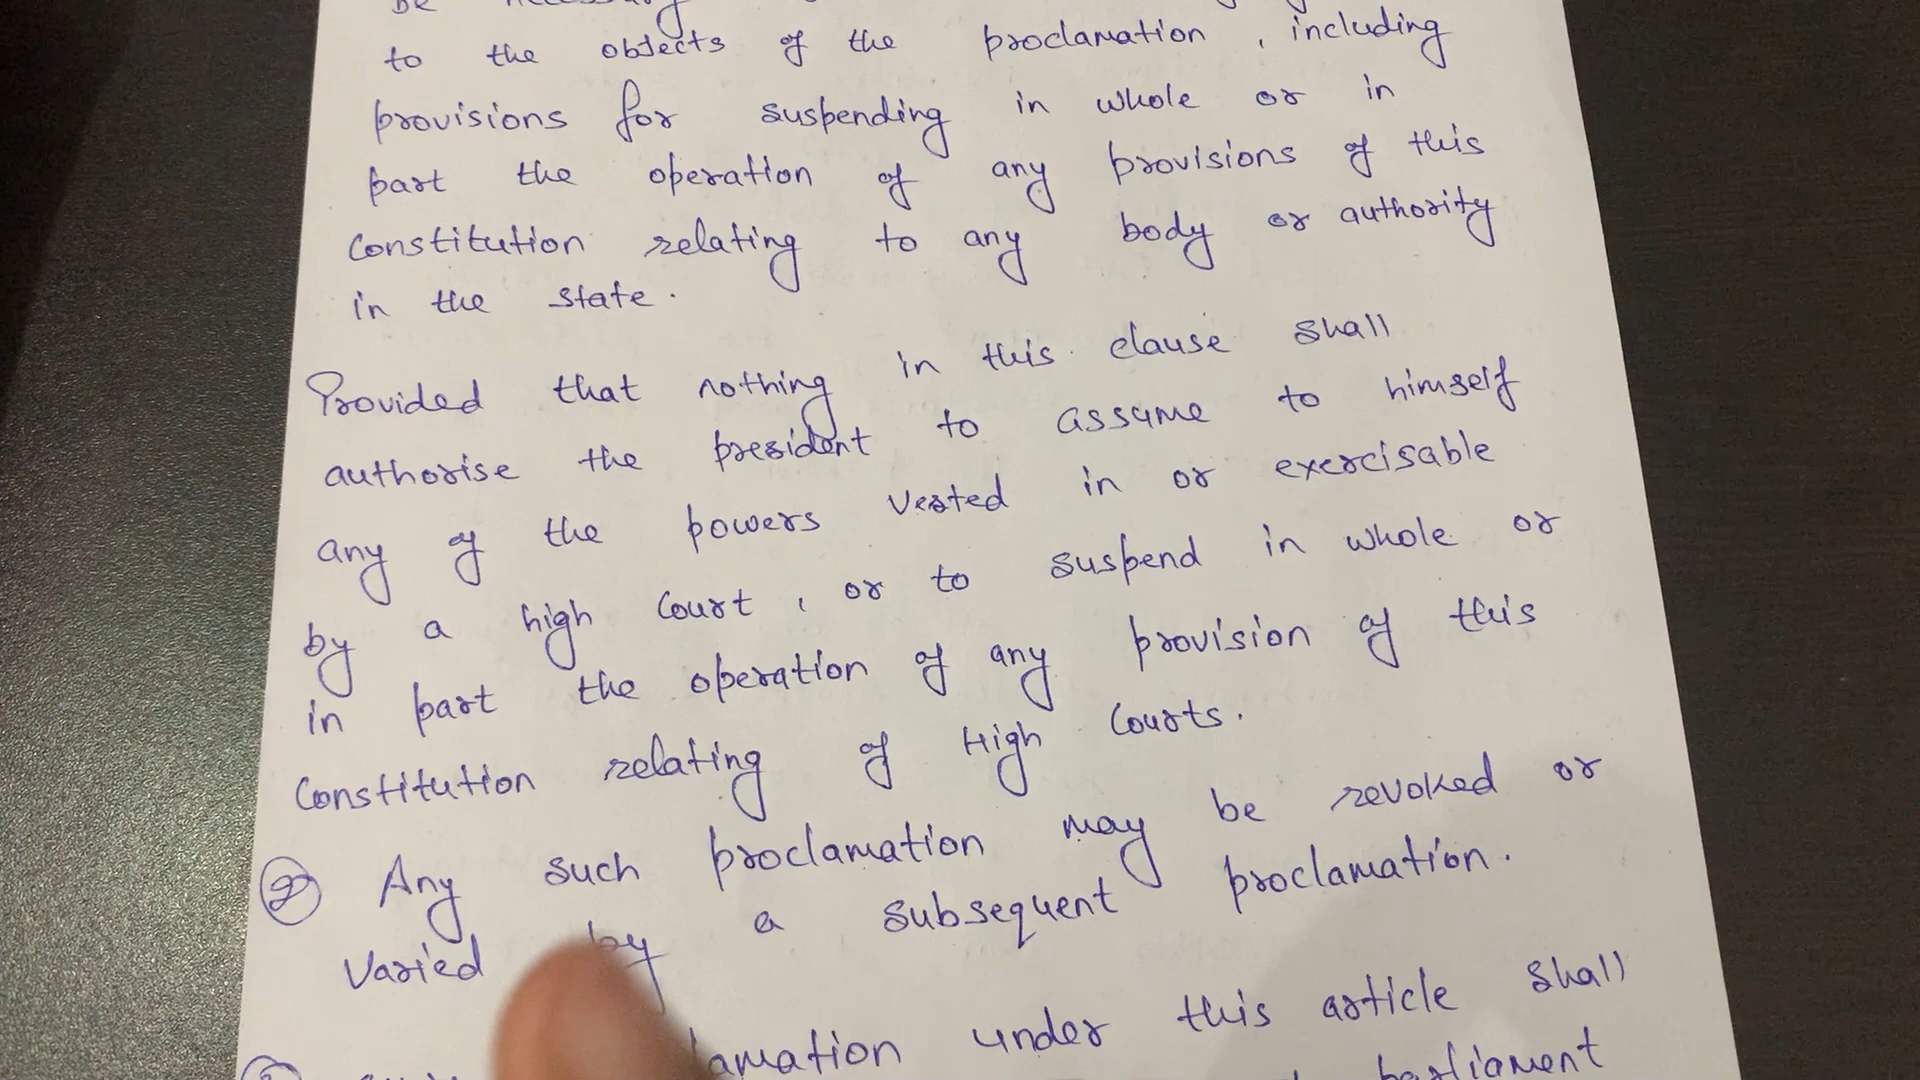 to the objects of the proclamation, including
provisions for suspending in whole or in
part the operation of any provisions of this
Constitution relating to any body or authority
in the state.
Provided that nothing in this clause shall
authorise the president to assume to himself
any of the powers vested in or exercisable
by a high Court, or to suspend in whole or
in part the operation of any provision of this
Constitution relating of High Courts.
② Any such proclamation may be revoked or
varied by a subsequent proclamation.
under this article shall
parliament